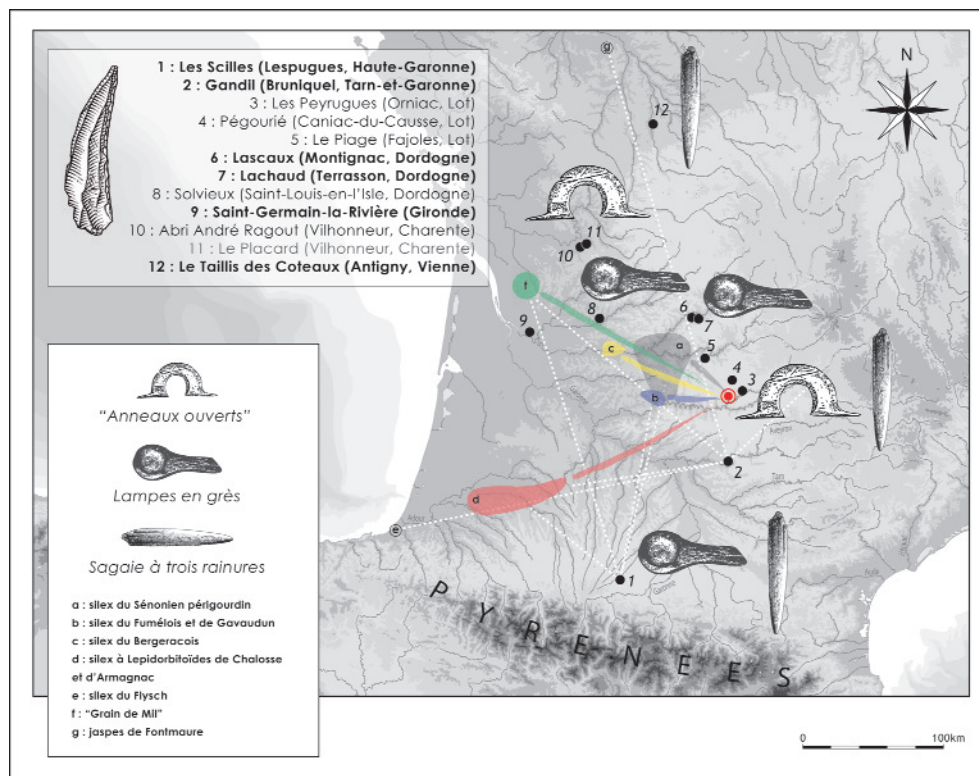 1 : Les Scilles (Lespugues, Haute-Garonne)
2 : Gandil (Bruniquel, Tarn-et-Garonne)
3 : Les Peyrugues (Orniac, Lot)
4 : Pégourié (Caniac-du-Causse, Lot)
5 : Le Piage (Fajoles, Lot)
6 : Lascaux (Montignac, Dordogne)
7 : Lachaud (Terrasson, Dordogne)
8 : Solvieux (Saint-Louis-en-l'Isle, Dordogne)
9 : Saint-Germain-la-Rivière (Gironde)
10 : Abri André Ragout (Vilhonneur, Charente)
11 : Le Placard (Vilhonneur, Charente)
12 : Le Taillis des Coteaux (Antigny, Vienne)
g
N
12
11
10
f
6
7
8
9
c
a
5
4
3
b
2
Aveyron
Tarn
d
e
Adour
1
Garonne
Aude
PYRENEES
"Anneaux ouverts"
Lampes en grès
Sagaie à trois rainures
a : silex du Sénonien périgourdin
b : silex du Fumélois et de Gavaudun
c : silex du Bergeracois
d : silex à Lepidorbitoïdes de Chalosse
et d'Armagnac
e : silex du Flysch
f : "Grain de Mil"
g : jaspes de Fontmaure
0 100km